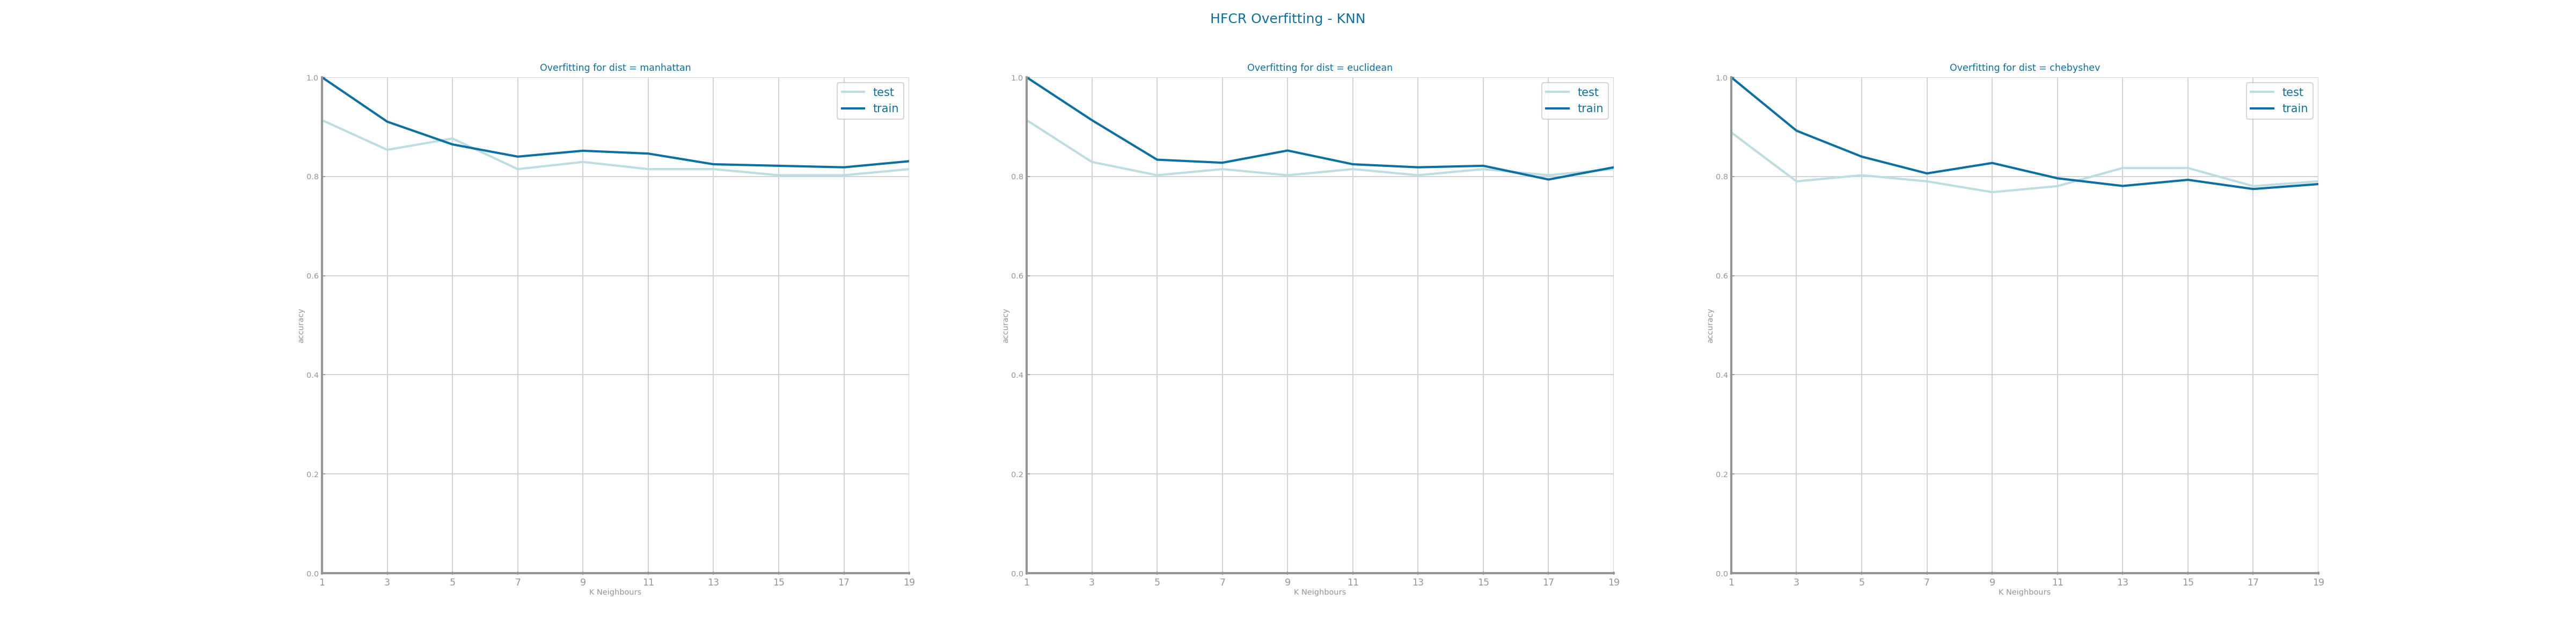 HFCR Overfitting - KNN
Overfitting for dist = manhattan
1.0
0.8
0.6
0.4
0.2
0.0
accuracy
test
train
1 3 5 7 9 11 13 15 17 19
K Neighbours
Overfitting for dist = euclidean
1.0
0.8
0.6
0.4
0.2
0.0
accuracy
test
train
1 3 5 7 9 11 13 15 17 19
K Neighbours
Overfitting for dist = chebyshev
1.0
0.8
0.6
0.4
0.2
0.0
accuracy
test
train
1 3 5 7 9 11 13 15 17 19
K Neighbours